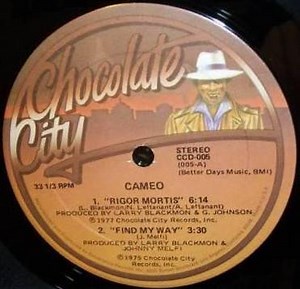 Chocolate
City
STEREO
CCD-005
(005-A)
(Better Days Music, BMI)
33 1/3 RPM
CAMEO
1. "RIGOR MORTIS" 6:14
(L. Blackmon/N. Leftenant/A. Leftanant)
PRODUCED BY LARRY BLACKMON & G. JOHNSON
℗1977 Chocolate City
Records, Inc.
2. "FIND MY WAY" 3:30
(J. Melfi)
PRODUCED BY LARRY BLACKMON &
JOHNNY MELFI
℗1975 Chocolate City
Records, Inc.